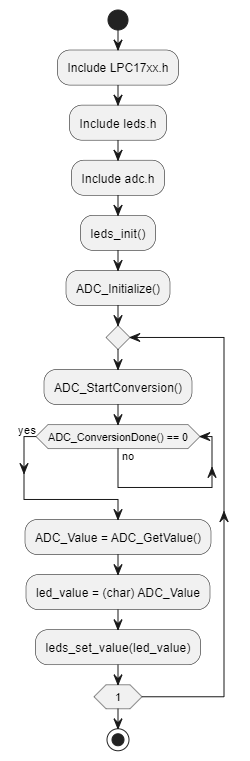 Include LPC17xx.h
Include leds.h
Include adc.h
leds_init()
ADC_Initialize()
ADC_StartConversion()
yes
ADC_ConversionDone() == 0
no
ADC_Value = ADC_GetValue()
led_value = (char) ADC_Value
leds_set_value(led_value)
1